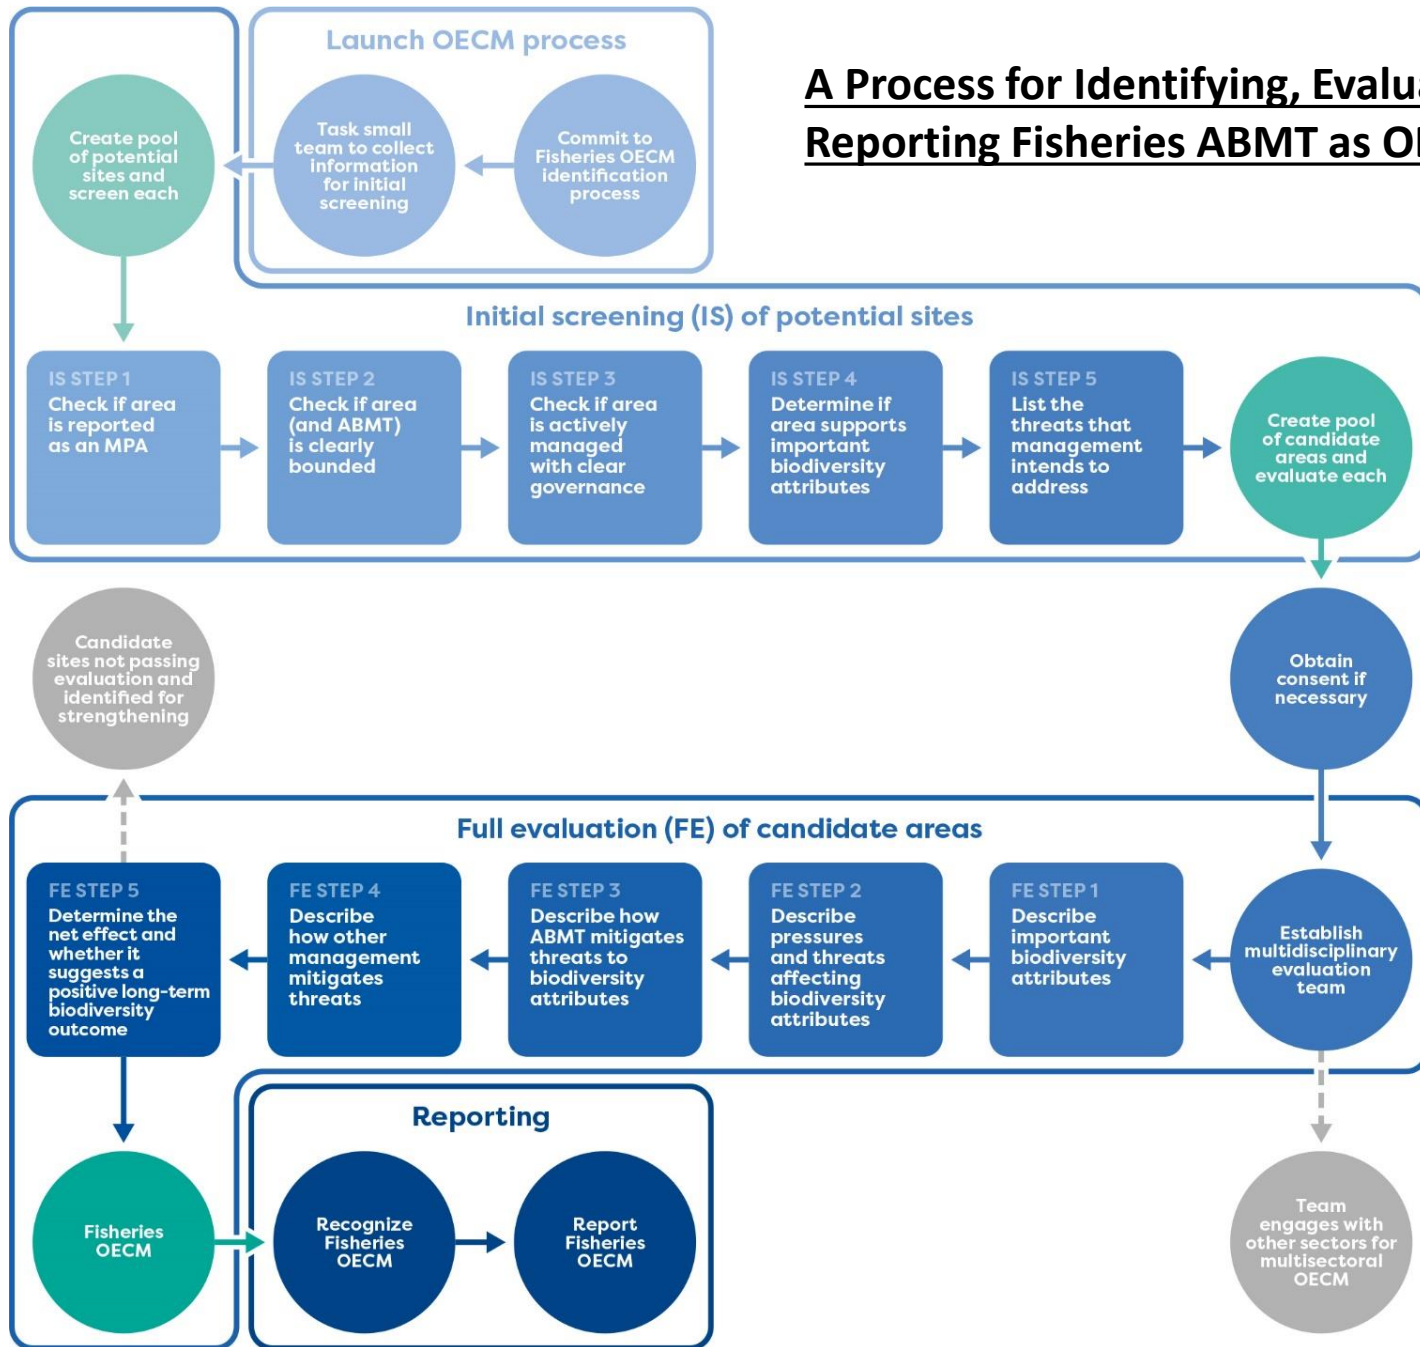 A Process for Identifying, Evalua
Reporting Fisheries ABMT as OE
Launch OECM process
Commit to
Fisheries OECM
identification
process
Task small
team to collect
information
for initial
screening
Create pool
of potential
sites and
screen each
Initial screening (IS) of potential sites
IS STEP 1
Check if area
is reported
as an MPA
IS STEP 2
Check if area
(and ABMT)
is clearly
bounded
IS STEP 3
Check if area
is actively
managed
with clear
governance
IS STEP 4
Determine if
area supports
important
biodiversity
attributes
IS STEP 5
List the
threats that
management
intends to
address
Create pool
of candidate
areas and
evaluate each
Obtain
consent if
necessary
Candidate
sites not passing
evaluation and
identified for
strengthening
Full evaluation (FE) of candidate areas
Establish
multidisciplinary
evaluation
team
FE STEP 1
Describe
important
biodiversity
attributes
FE STEP 2
Describe
pressures
and threats
affecting
biodiversity
attributes
FE STEP 3
Describe how
ABMT mitigates
threats to
biodiversity
attributes
FE STEP 4
Describe
how other
management
mitigates
threats
FE STEP 5
Determine the
net effect and
whether it
suggests a
positive long-term
biodiversity
outcome
Reporting
Fisheries
OECM
Recognize
Fisheries
OECM
Report
Fisheries
OECM
Team
engages with
other sectors for
multisectoral
OECM